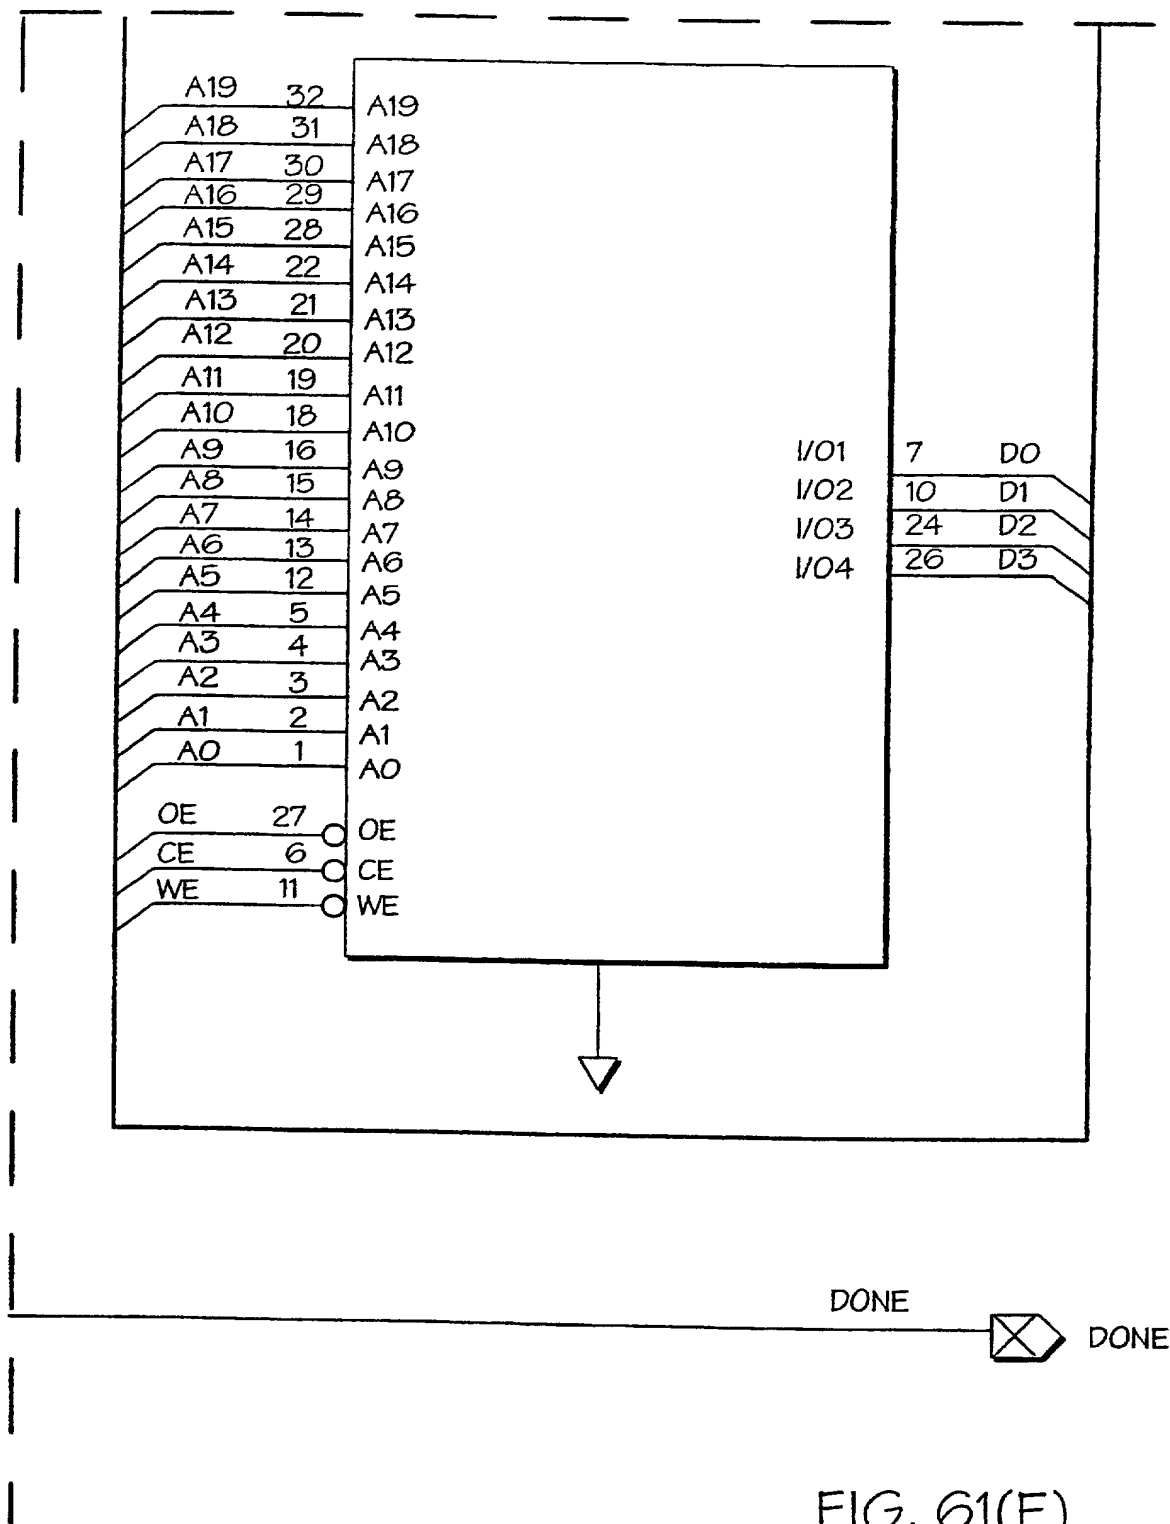 A19 32 A19
A18 31 A18
A17 30 A17
A16 29 A16
A15 28 A15
A14 22 A14
A13 21 A13
A12 20 A12
A11 19 A11
A10 18 A10
A9 16 A9
A8 15 A8
A7 14 A7
A6 13 A6
A5 12 A5
A4 5 A4
A3 4 A3
A2 3 A2
A1 2 A1
A0 1 A0
OE 27 OE
CE 6 CE
WE 11 WE
I/O1 7 D0
I/O2 10 D1
I/O3 24 D2
I/O4 26 D3
DONE
DONE
FIG. 61(E)